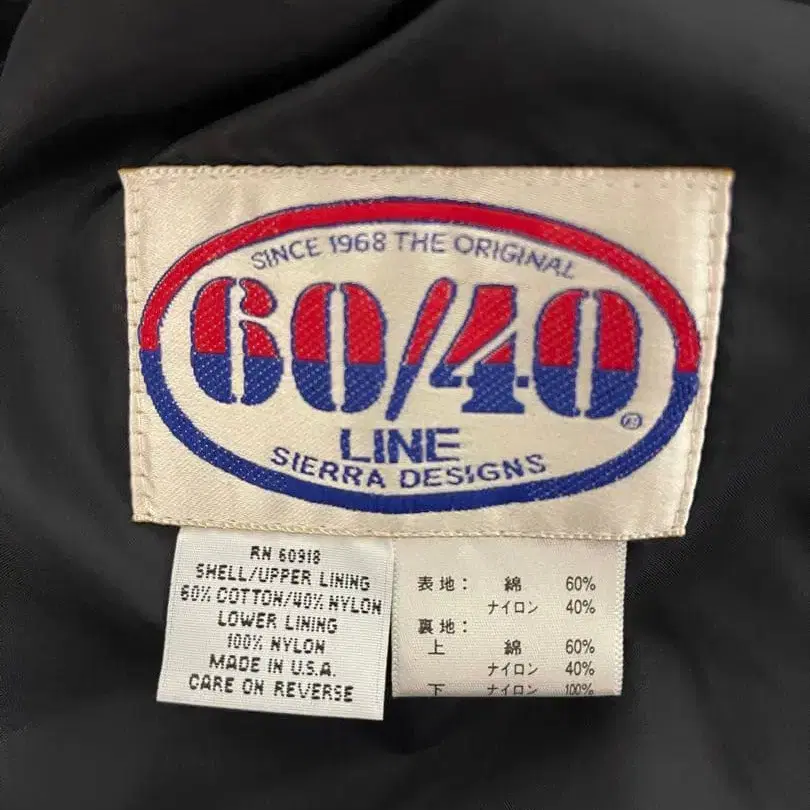 SINCE 1968 THE ORIGINAL
60/40
®
LINE
SIERRA DESIGNS
RN 60918
SHELL/UPPER LINING
60% COTTON/40% NYLON
LOWER LINING
100% NYLON
MADE IN U.S.A.
CARE ON REVERSE
表地: 綿 60%
ナイロン 40%
裏地:
上 綿 60%
ナイロン 40%
下 ナイロン 100%